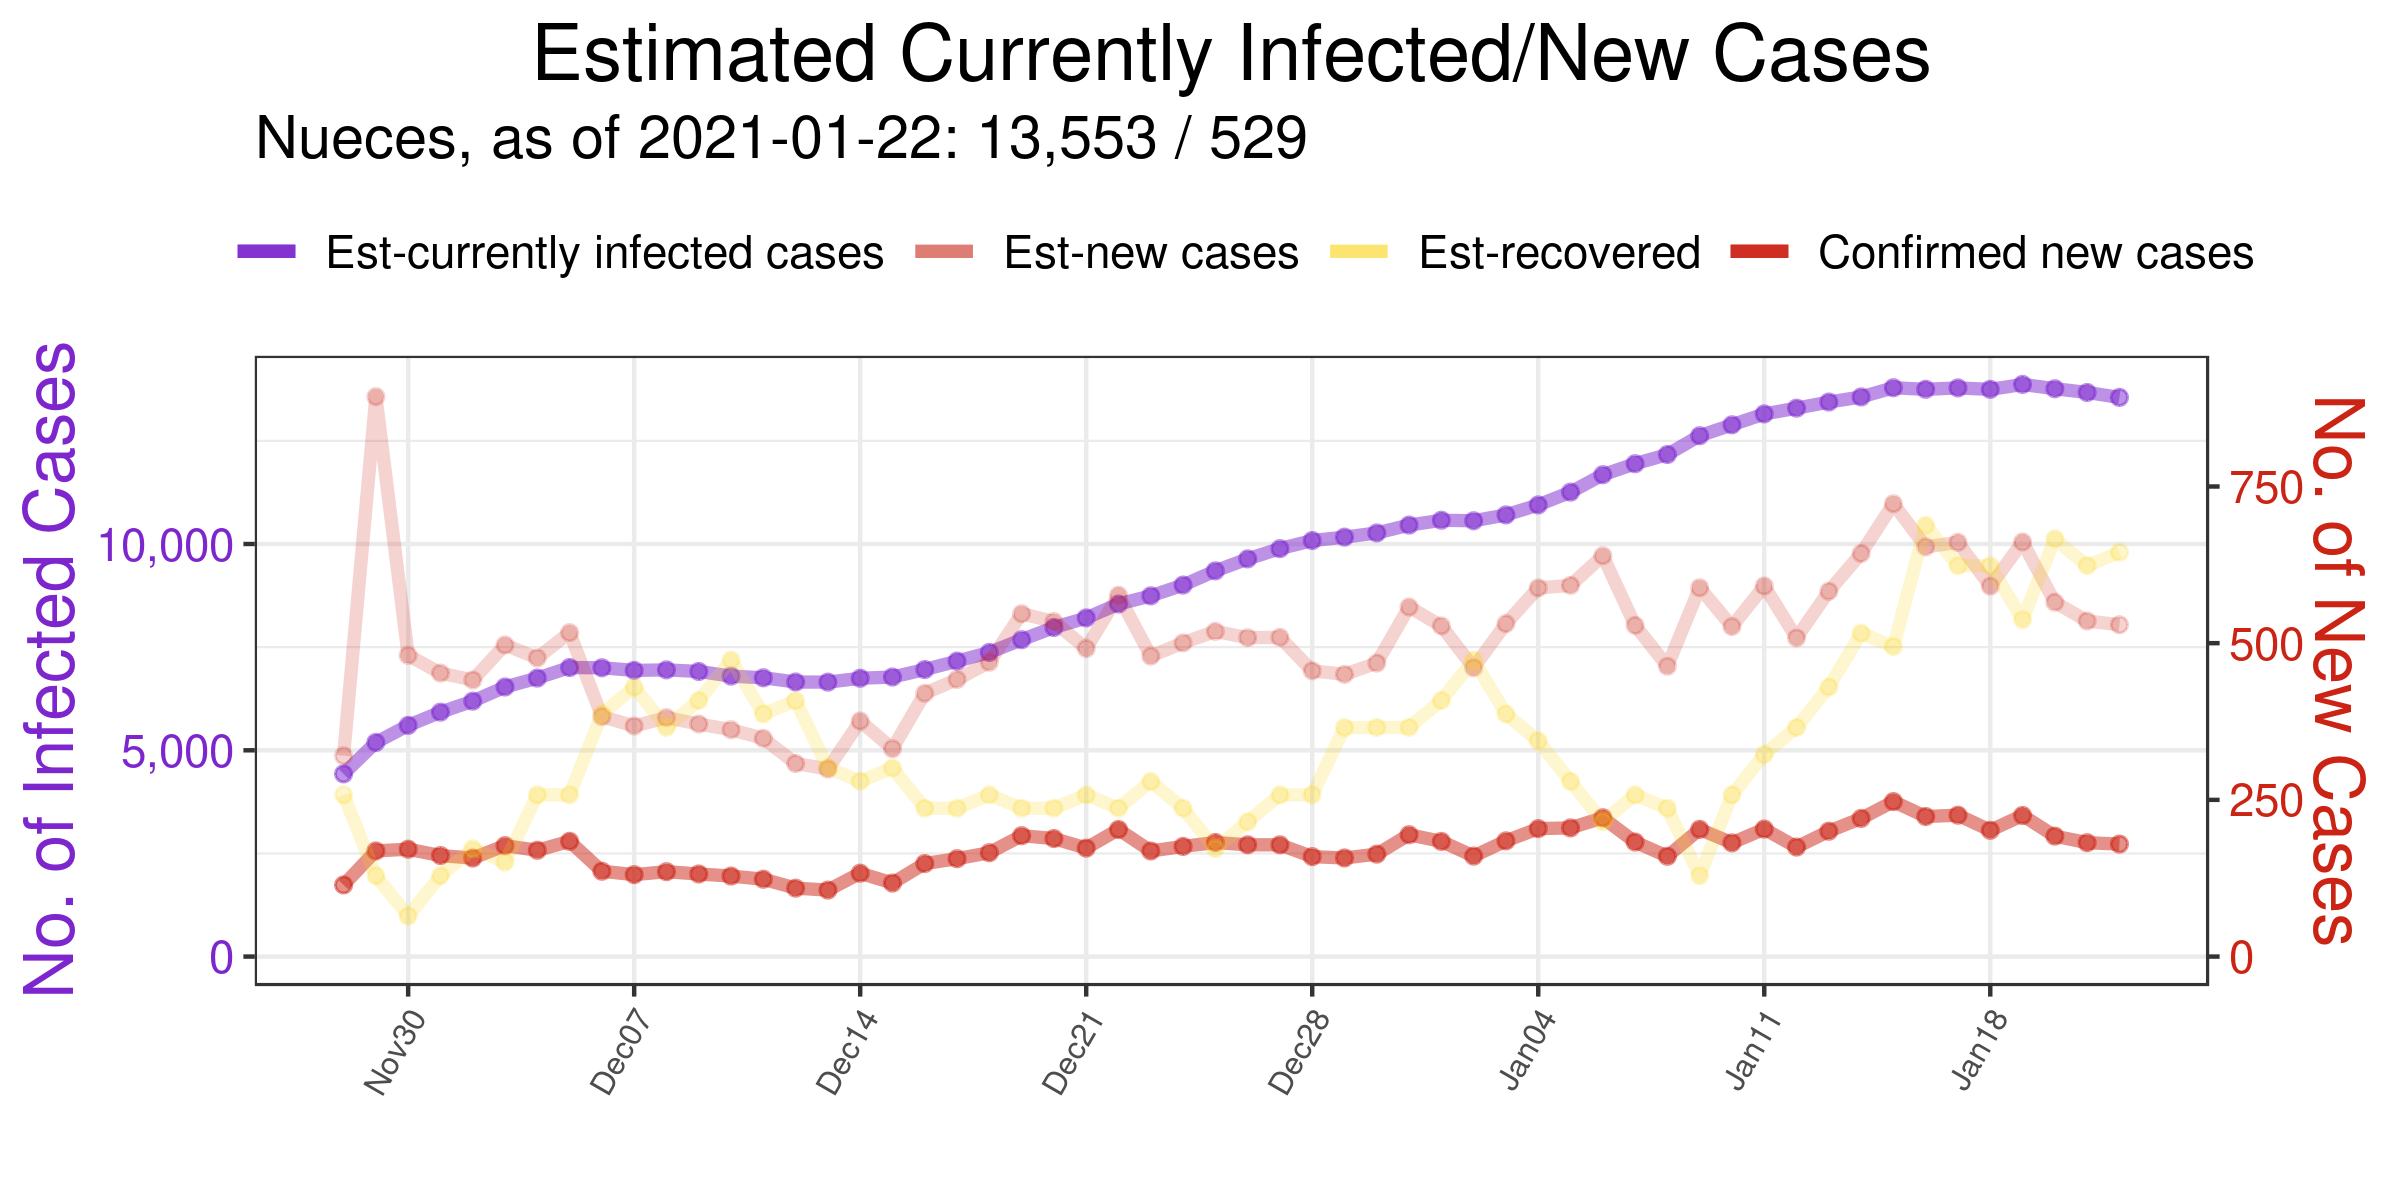 Estimated Currently Infected/New Cases
Nueces, as of 2021-01-22: 13,553 / 529
Est-currently infected cases Est-new cases Est-recovered Confirmed new cases
No. of Infected Cases
10,000
5,000
0
750
500
250
0
No. of New Cases
Nov30 Dec07 Dec14 Dec21 Dec28 Jan04 Jan11 Jan18